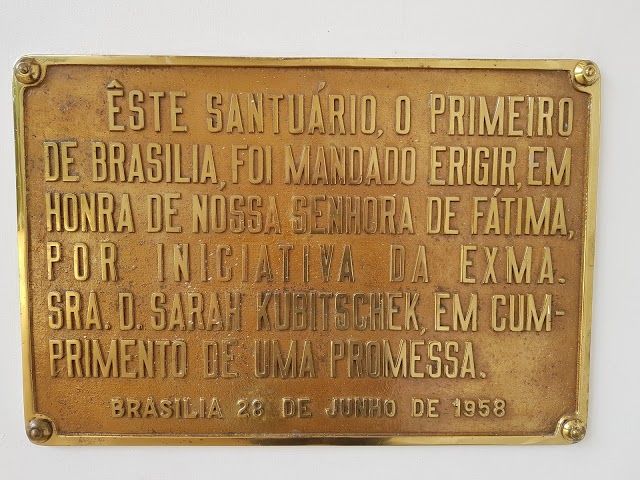 ÊSTE SANTUÁRIO, O PRIMEIRO
DE BRASILIA, FOI MANDADO ERIGIR, EM
HONRA DE NOSSA SENHORA DE FÁTIMA,
POR INICIATIVA DA EXMA.
SRA. D. SARAH KUBITSCHEK, EM CUM-
PRIMENTO DE UMA PROMESSA.
BRASÍLIA 28 DE JUNHO DE 1958